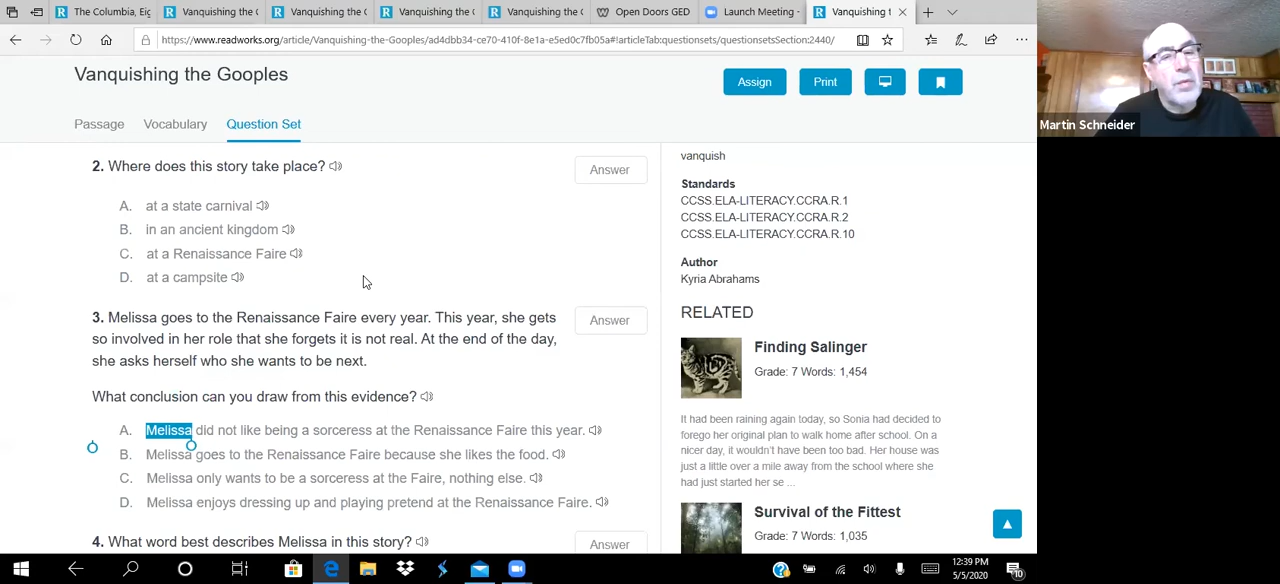 The Columbia, Eig
Vanquishing the G
Vanquishing the G
Vanquishing the G
Vanquishing the G
Open Doors GED
Launch Meeting -
Vanquishing t
https://www.readworks.org/article/Vanquishing-the-Gooples/ad4dbb34-ce70-410f-8e1a-e5ed0c7fb05a#!articleTab:questionsets/questionsetsSection:2440/
Vanquishing the Gooples
Assign
Print
Passage
Vocabulary
Question Set
2. Where does this story take place?
Answer
A. at a state carnival
B. in an ancient kingdom
C. at a Renaissance Faire
D. at a campsite
3. Melissa goes to the Renaissance Faire every year. This year, she gets
so involved in her role that she forgets it is not real. At the end of the day,
she asks herself who she wants to be next.
Answer
What conclusion can you draw from this evidence?
A. Melissa did not like being a sorceress at the Renaissance Faire this year.
B. Melissa goes to the Renaissance Faire because she likes the food.
C. Melissa only wants to be a sorceress at the Faire, nothing else.
D. Melissa enjoys dressing up and playing pretend at the Renaissance Faire.
4. What word best describes Melissa in this story?
Answer
vanquish
Standards
CCSS.ELA-LITERACY.CCRA.R.1
CCSS.ELA-LITERACY.CCRA.R.2
CCSS.ELA-LITERACY.CCRA.R.10
Author
Kyria Abrahams
RELATED
Finding Salinger
Grade: 7 Words: 1,454
It had been raining again today, so Sonia had decided to
forego her original plan to walk home after school. On a
nicer day, it wouldn't have been too bad. Her house was
just a little over a mile away from the school where she
had just started her se ...
Survival of the Fittest
Grade: 7 Words: 1,035
Martin Schneider
12:39 PM
5/5/2020
10